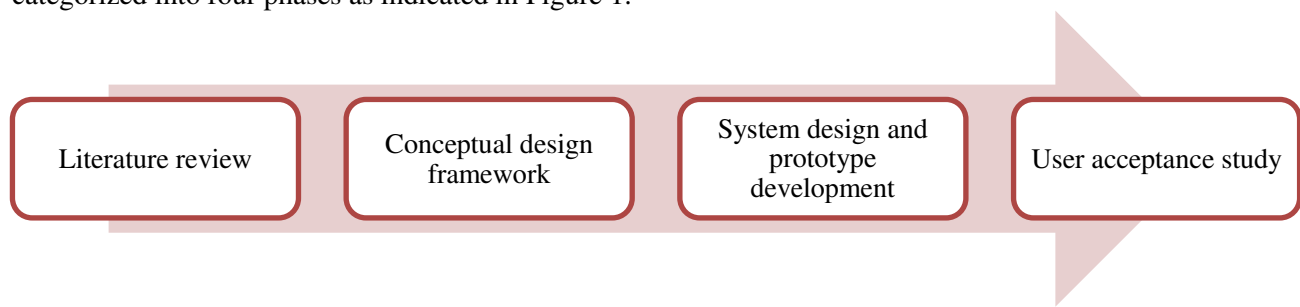 categorized into four phases as indicated in Figure 1.
Literature review
Conceptual design
framework
System design and
prototype
development
User acceptance study